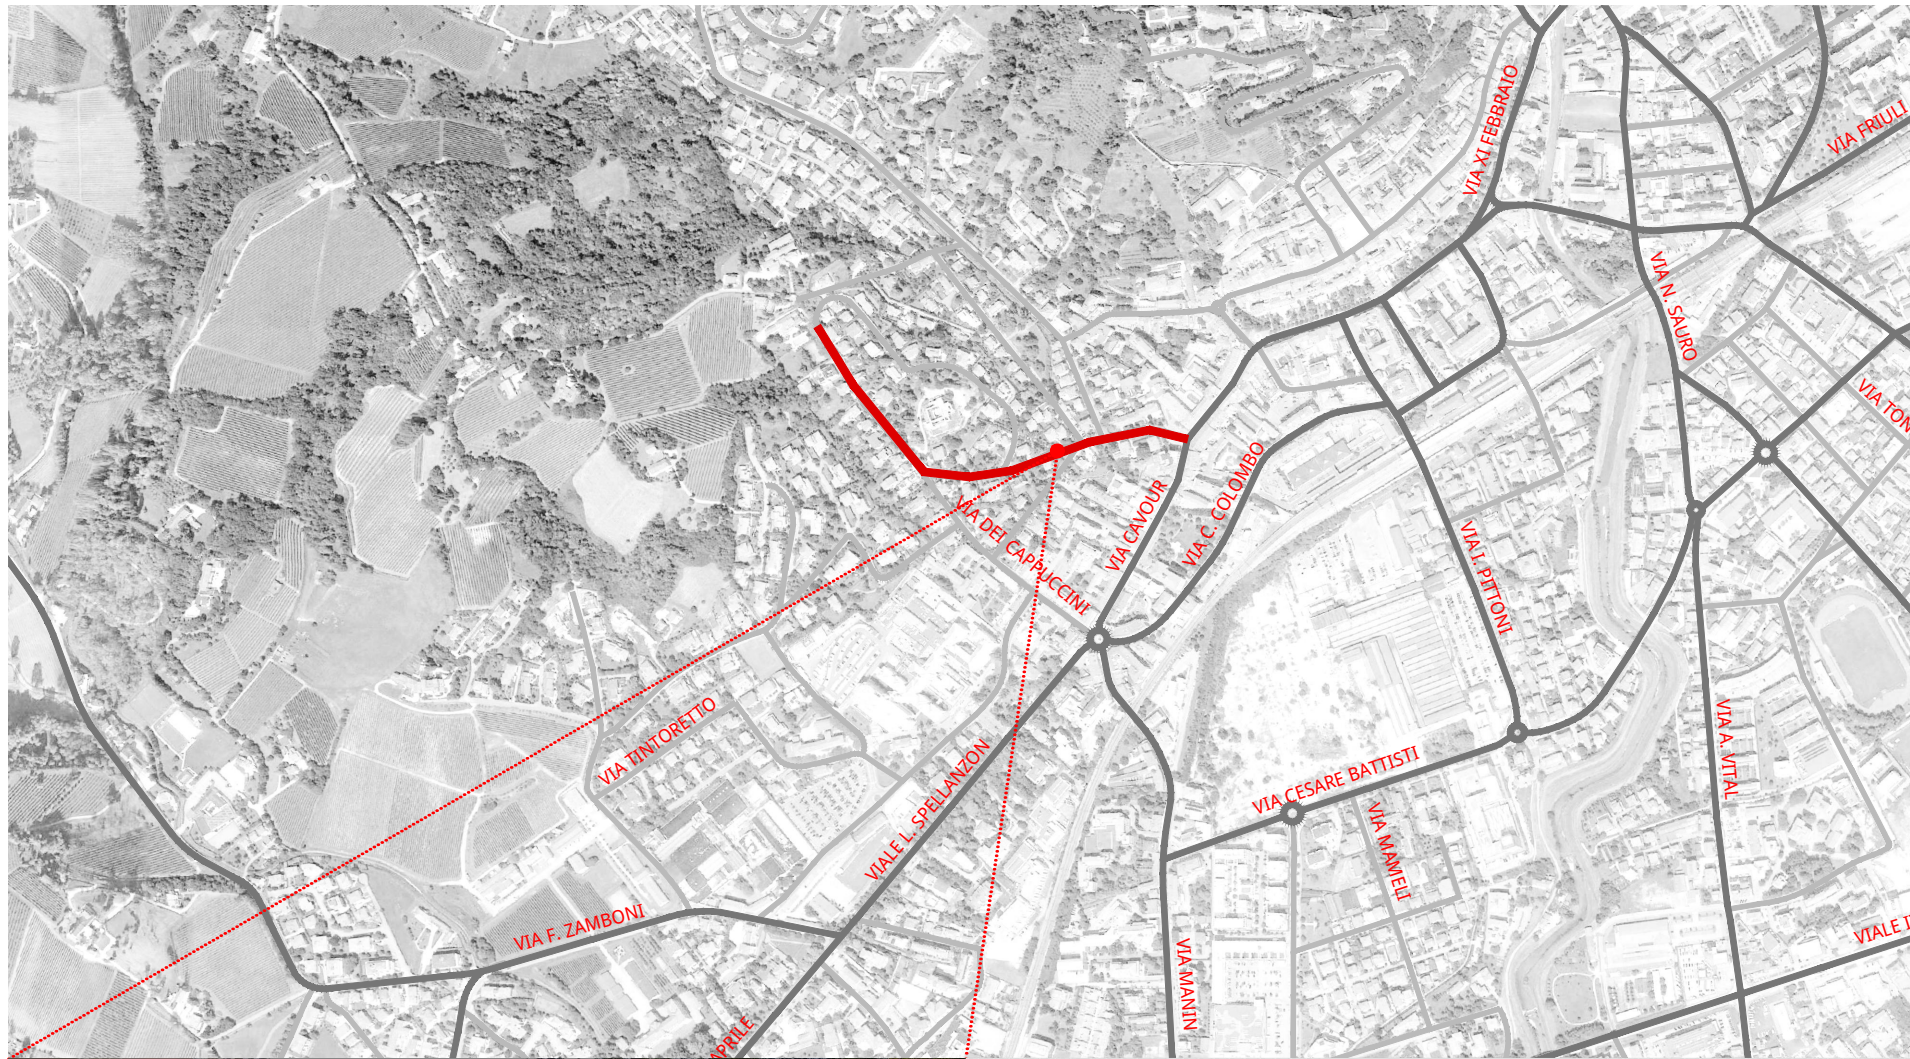 VIA XI FEBBRAIO
VIA FRIULI
VIA N. SAURO
VIA TON
VIA DEI CAPPUCCINI
VIA CAVOUR
VIA C. COLOMBO
VIA I. PITTONI
VIA TINTORETTO
VIALE L. SPELLANZON
VIA CESARE BATTISTI
VIA A. VITAL
VIA MAMELI
VIA F. ZAMBONI
VIA MANIN
VIALE I
APRILE